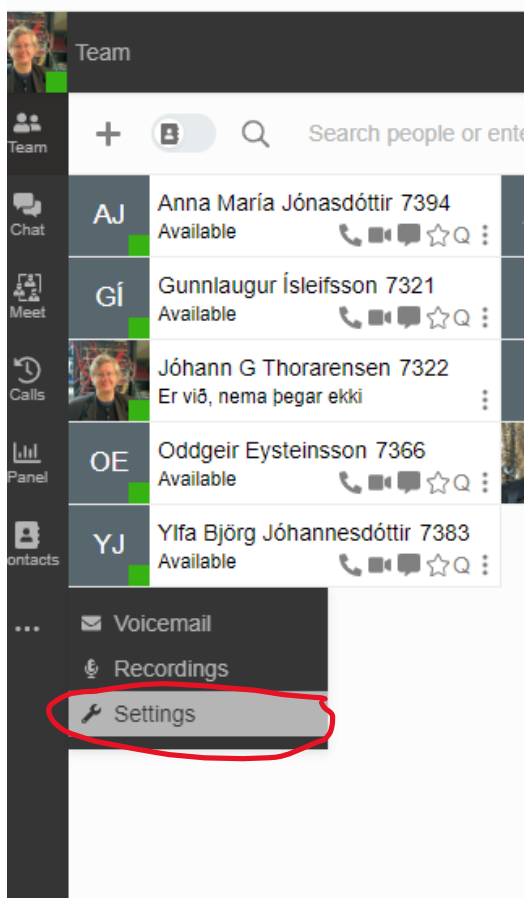 Team
Team
Search people or ente
AJ
Anna María Jónasdóttir 7394
Available
Q
Chat
GÍ
Gunnlaugur Ísleifsson 7321
Available
Q
Meet
Jóhann G Thorarensen 7322
Er við, nema þegar ekki
Calls
OE
Oddgeir Eysteinsson 7366
Available
Q
Panel
YJ
Ylfa Björg Jóhannesdóttir 7383
Available
Q
ontacts
Voicemail
Recordings
Settings